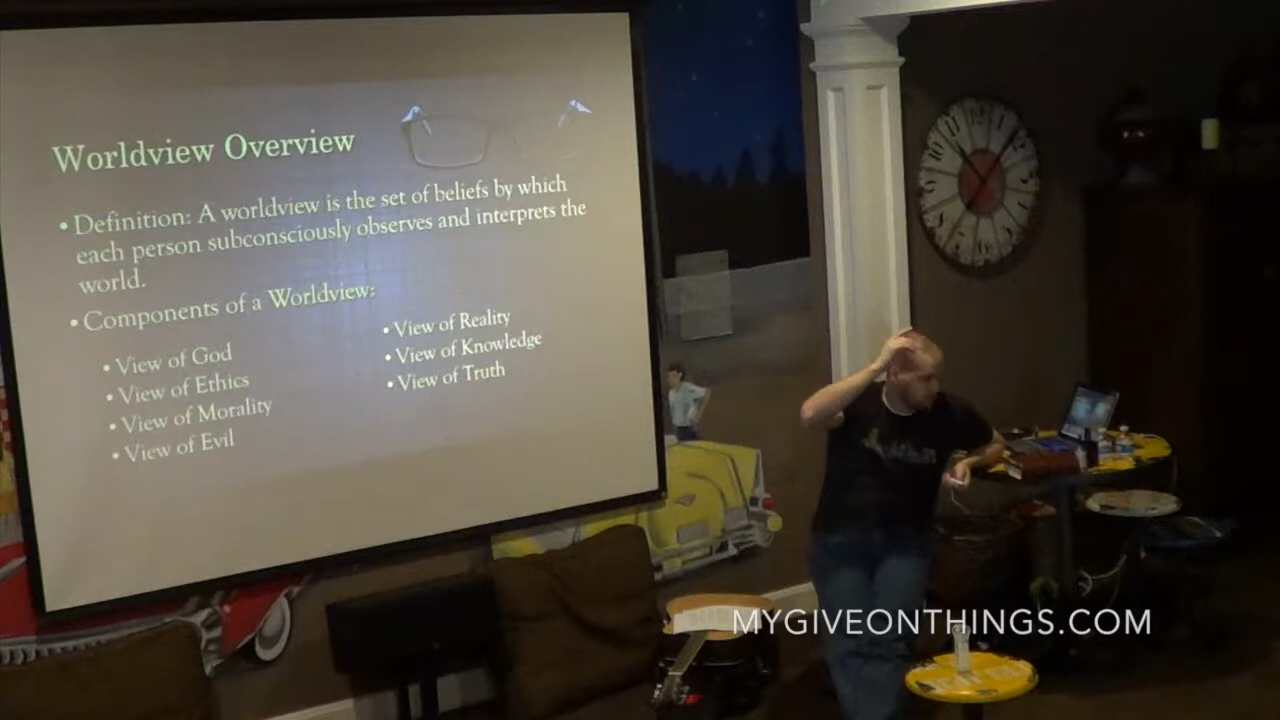 Worldview Overview
• Definition: A worldview is the set of beliefs by which
each person subconsciously observes and interprets the
world.
• Components of a Worldview:
• View of God
• View of Ethics
• View of Morality
• View of Evil
• View of Reality
• View of Knowledge
• View of Truth
MYGIVEONTHINGS.COM